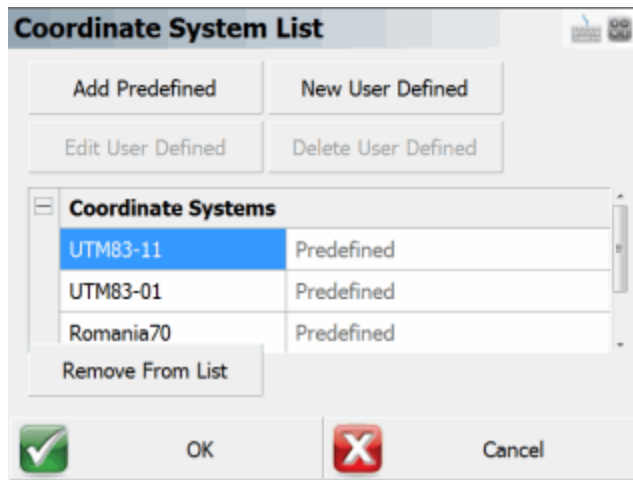 Coordinate System List
Add Predefined New User Defined
Edit User Defined Delete User Defined
Coordinate Systems
UTM83-11 Predefined
UTM83-01 Predefined
Romania70 Predefined
Remove From List
OK Cancel